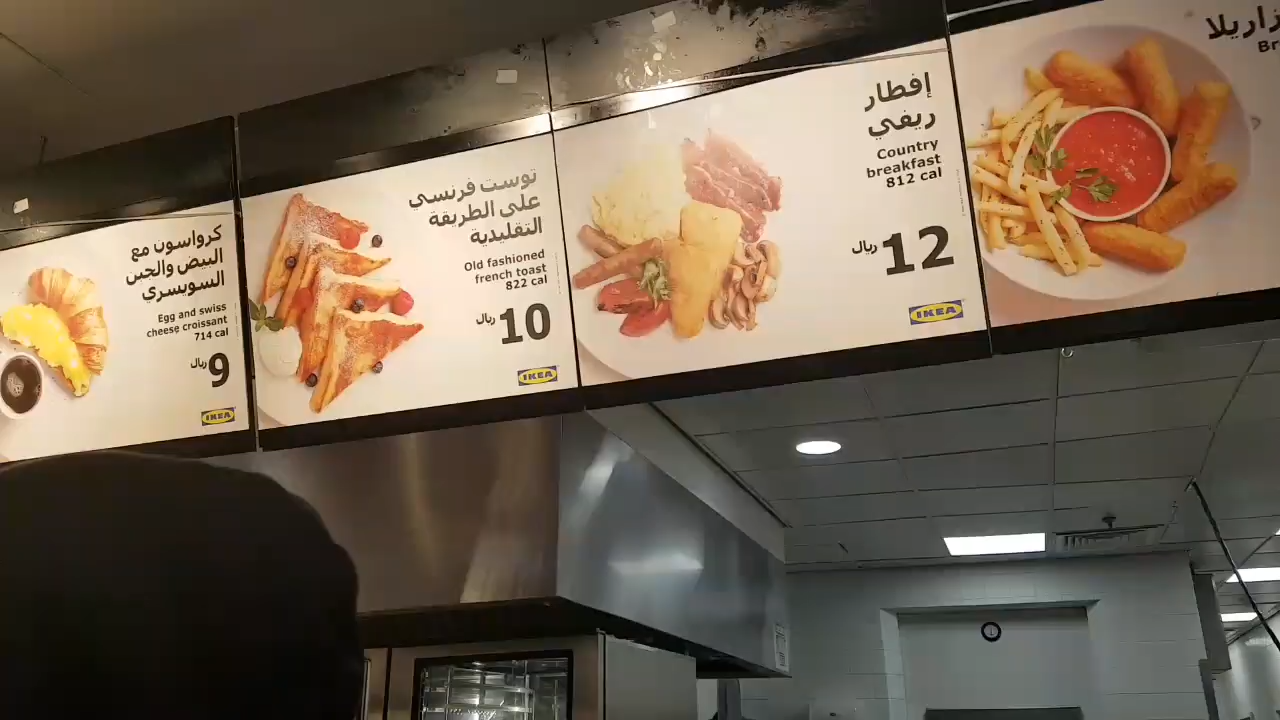 كرواسون مع
البيض والجبن
السويسري
Egg and swiss
cheese croissant
714 cal
9 ريال
IKEA
توست فرنسي
على الطريقة
التقليدية
Old fashioned
french toast
822 cal
10 ريال
IKEA
إفطار
ريفي
Country
breakfast
812 cal
12 ريال
IKEA